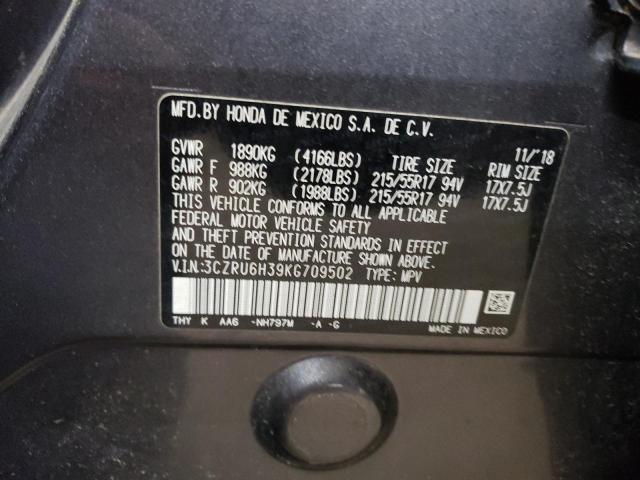 MFD.BY HONDA DE MEXICO S.A. DE C.V.
11/'18
GVWR 1890KG (4166LBS) TIRE SIZE RIM SIZE
GAWR F 988KG (2178LBS) 215/55R17 94V 17X7.5J
GAWR R 902KG (1988LBS) 215/55R17 94V 17X7.5J
THIS VEHICLE CONFORMS TO ALL APPLICABLE
FEDERAL MOTOR VEHICLE SAFETY
AND THEFT PREVENTION STANDARDS IN EFFECT
ON THE DATE OF MANUFACTURE SHOWN ABOVE.
V.I.N:3CZRU6H39KG709502 TYPE: MPV
THY K AA6 -NH797M -A -G
MADE IN MEXICO